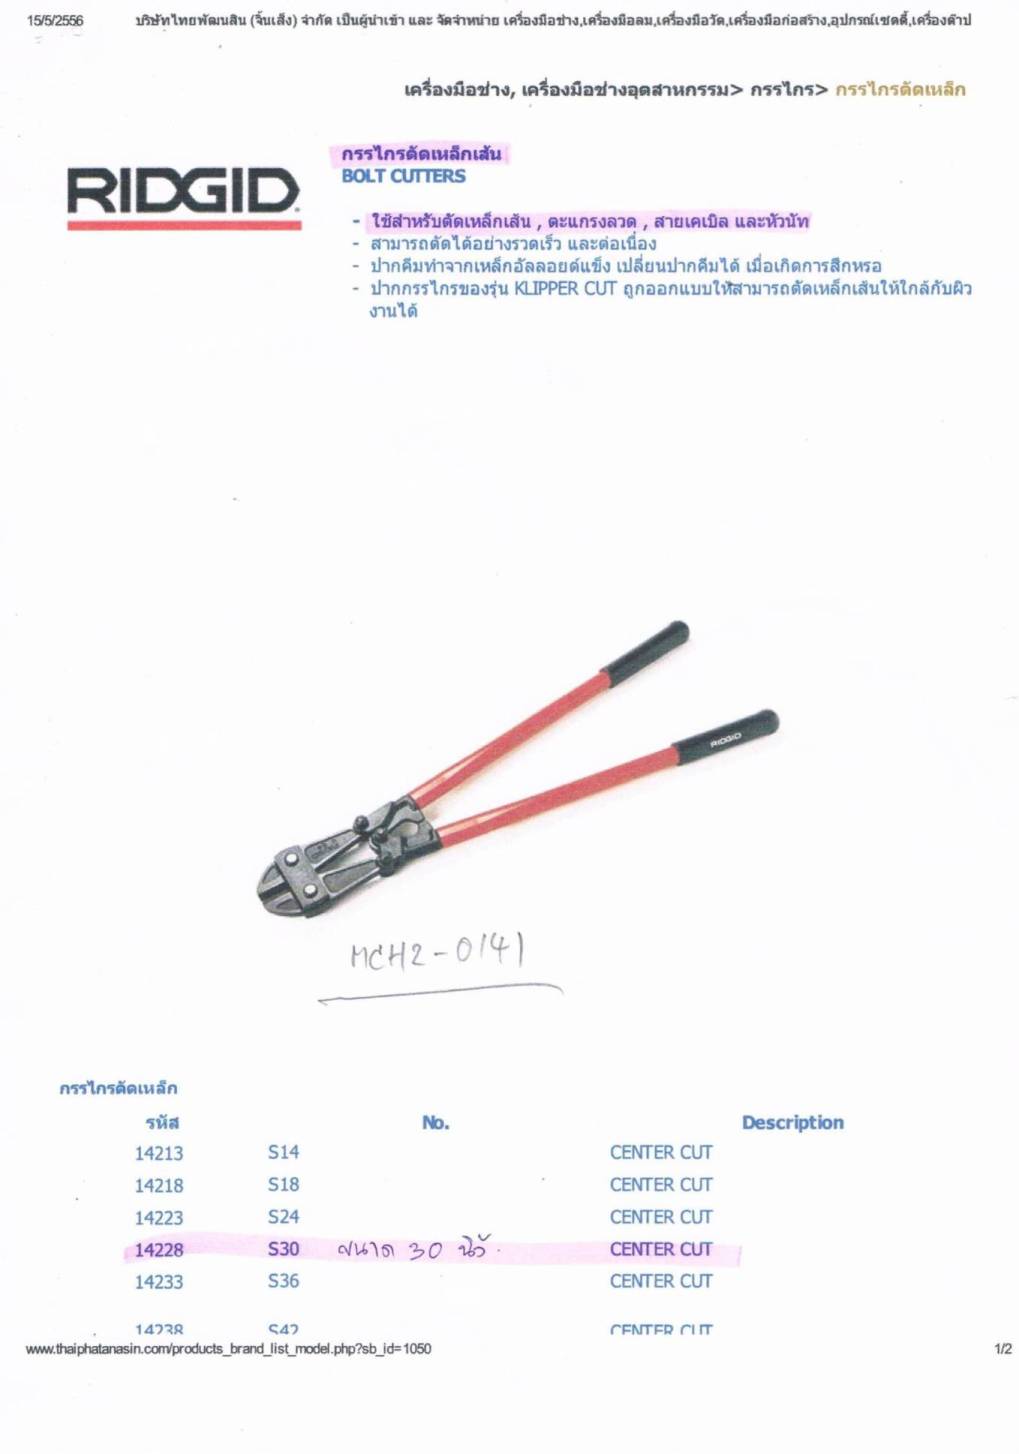 15/5/2556 บริษัทไทยพัฒนสิน (จิ้นเส็ง) จำกัด เป็นผู้นำเข้า และ จัดจำหน่าย เครื่องมือช่าง,เครื่องมือลม,เครื่องมือวัด,เครื่องมือก่อสร้าง,อุปกรณ์เซตตี้,เครื่องต๊าป
เครื่องมือช่าง, เครื่องมือช่างอุตสาหกรรม> กรรไกร> กรรไกรตัดเหล็ก
RIDGID
กรรไกรตัดเหล็กเส้น
BOLT CUTTERS
- ใช้สำหรับตัดเหล็กเส้น , ตะแกรงลวด , สายเคเบิล และหัวนัท
- สามารถตัดได้อย่างรวดเร็ว และต่อเนื่อง
- ปากคีมทำจากเหล็กอัลลอยด์แข็ง เปลี่ยนปากคีมได้ เมื่อเกิดการสึกหรอ
- ปากกรรไกรของรุ่น KLIPPER CUT ถูกออกแบบให้สามารถตัดเหล็กเส้นให้ใกล้กับผิว
งานได้
RIDGID
MCH2-0141
กรรไกรตัดเหล็ก
รหัส No. Description
14213 S14 CENTER CUT
14218 S18 CENTER CUT
14223 S24 CENTER CUT
14228 S30 ขนาด 30 นิ้ว CENTER CUT
14233 S36 CENTER CUT
14238 S42 CENTER CUT
www.thaiphatanasin.com/products_brand_list_model.php?sb_id=1050 1/2